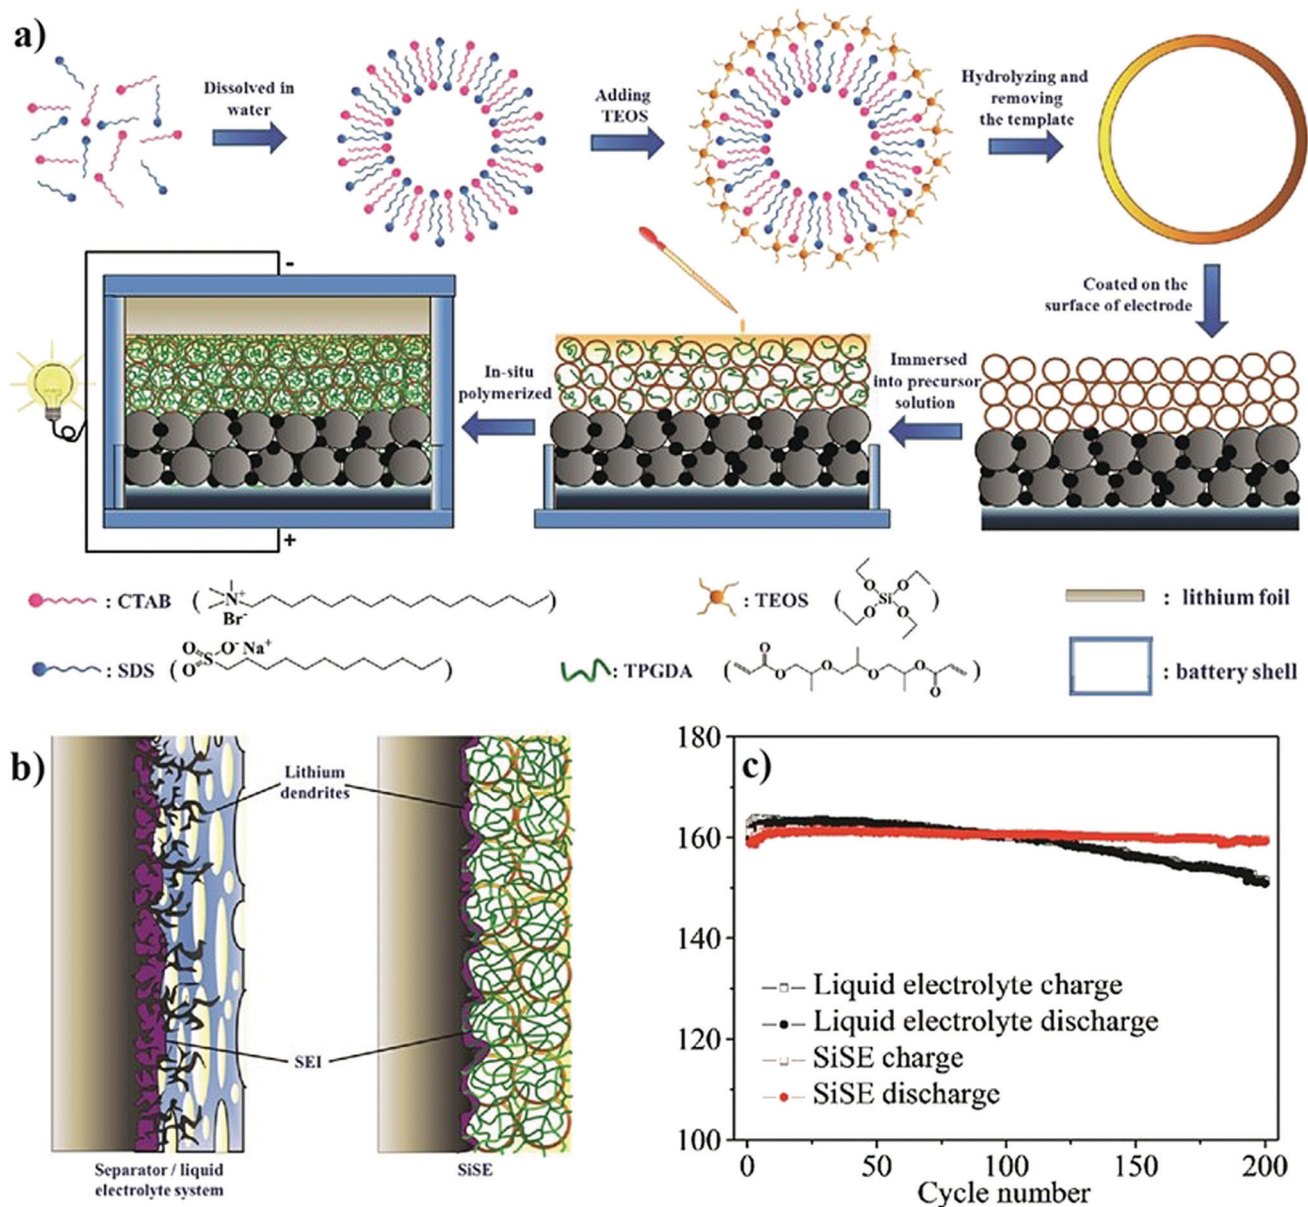 a)
Dissolved in
water
Adding
TEOS
Hydrolyzing and
removing
the template
Coated on the
surface of electrode
Immersed
into precursor
solution
In-situ
polymerized
-
+
: CTAB
N+
Br-
: TEOS
O
O
Si
O
O
: lithium foil
: SDS
O
S
O
O- Na+
: TPGDA
O
O
O
O
O
O
: battery shell
b)
Lithium
dendrites
SEI
Separator / liquid
electrolyte system
SiSE
c)
180
160
140
120
100
Liquid electrolyte charge
Liquid electrolyte discharge
SiSE charge
SiSE discharge
0
50
100
150
200
Cycle number